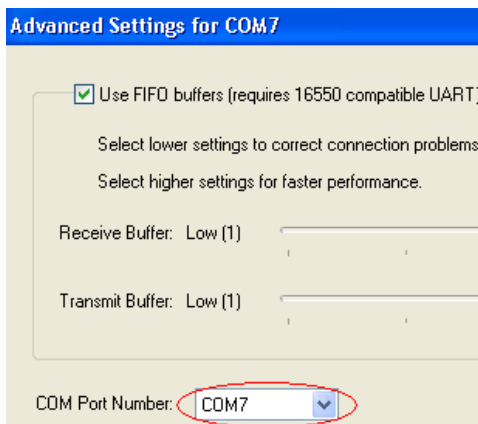 Advanced Settings for COM7
Use FIFO buffers (requires 16550 compatible UART)
Select lower settings to correct connection problems
Select higher settings for faster performance.
Receive Buffer: Low (1)
Transmit Buffer: Low (1)
COM Port Number: COM7